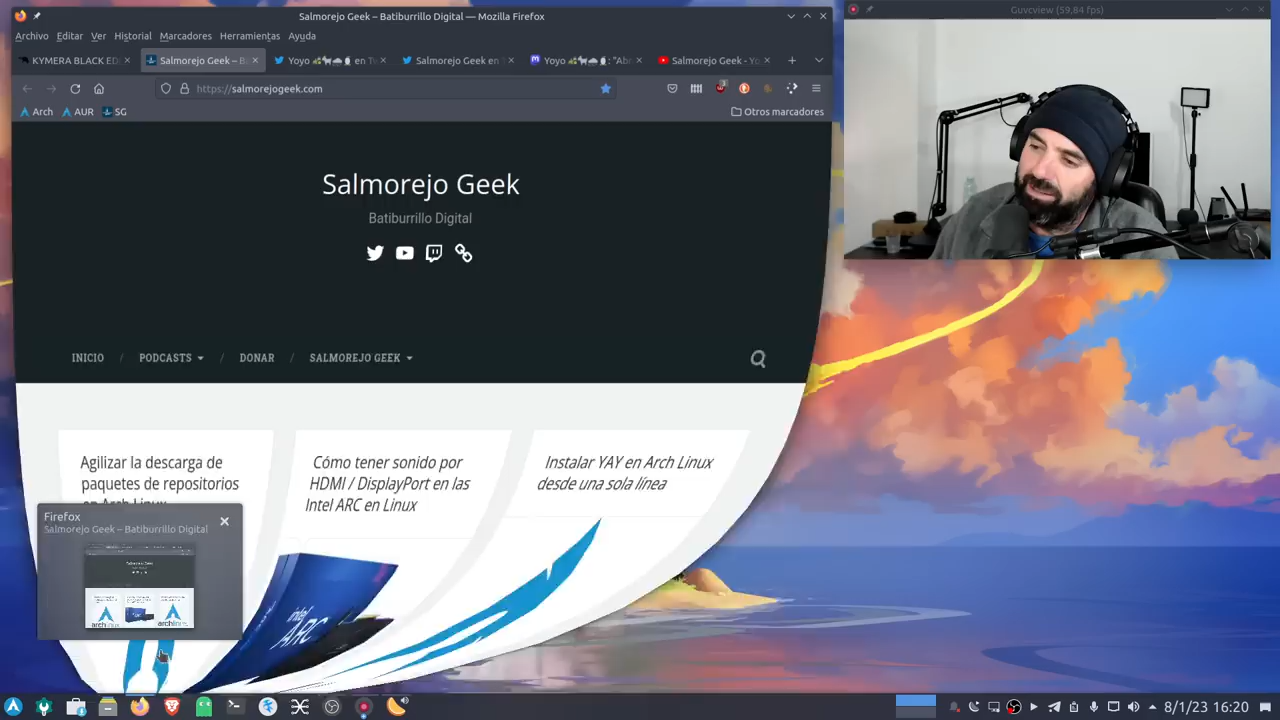 Salmorejo Geek – Batiburrillo Digital — Mozilla Firefox
Guvcview (59,84 fps)
Archivo Editar Ver Historial Marcadores Herramientas Ayuda
KYMERA BLACK ED
Salmorejo Geek – B
Yoyo en T
Salmorejo Geek en
Yoyo : "Ab
Salmorejo Geek - Yo
https://salmorejogeek.com
Arch AUR SG
Otros marcadores
Salmorejo Geek
Batiburrillo Digital
INICIO / PODCASTS / DONAR / SALMOREJO GEEK
Agilizar la descarga de
paquetes de repositorios
en Arch Linux
Cómo tener sonido por
HDMI / DisplayPort en las
Intel ARC en Linux
Instalar YAY en Arch Linux
desde una sola línea
Firefox
Salmorejo Geek – Batiburrillo Digital
intel
ARC
8/1/23 16:20